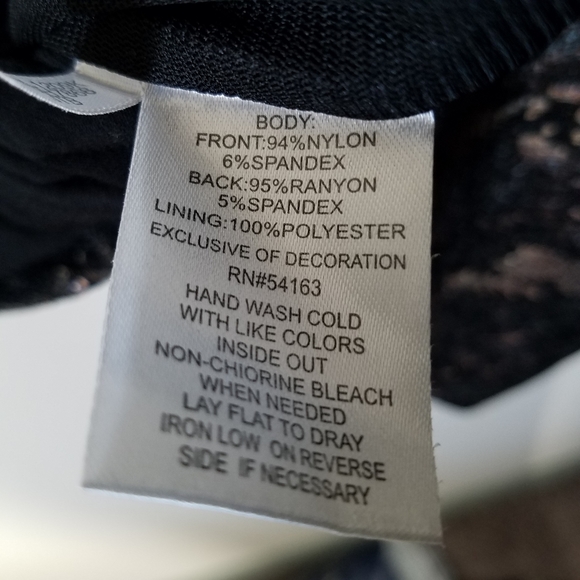 BODY:
FRONT:94%NYLON
6%SPANDEX
BACK:95%RANYON
5%SPANDEX
LINING:100%POLYESTER
EXCLUSIVE OF DECORATION
RN#54163
HAND WASH COLD
WITH LIKE COLORS
INSIDE OUT
NON-CHIORINE BLEACH
WHEN NEEDED
LAY FLAT TO DRAY
IRON LOW ON REVERSE
SIDE IF NECESSARY